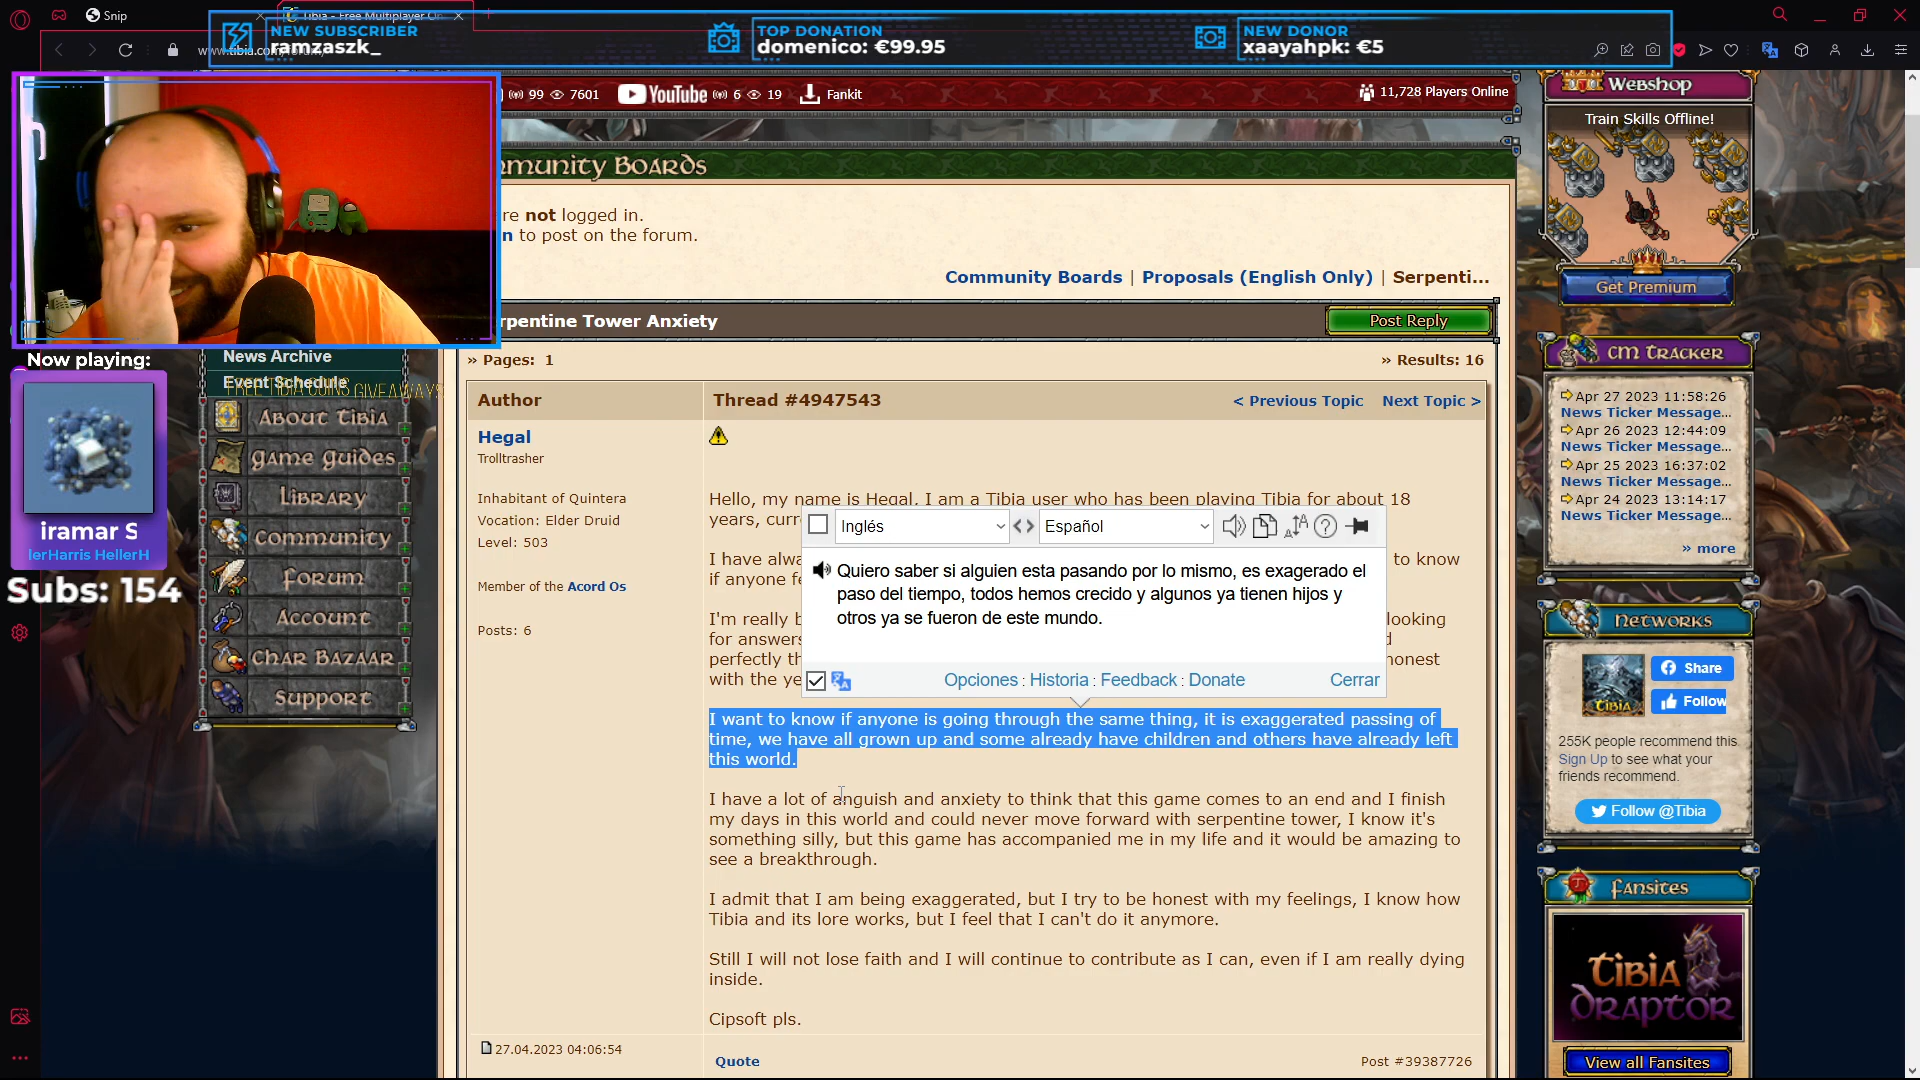 Snip
Tibia - Free Multiplayer On
NEW SUBSCRIBER
ramzaszk_
TOP DONATION
domenico: €99.95
NEW DONOR
xaayahpk: €5
99 7601
YouTube 6 19
Fankit
11,728 Players Online
mmunity Boards
re not logged in.
n to post on the forum.
Community Boards | Proposals (English Only) | Serpenti...
rpentine Tower Anxiety
Post Reply
» Pages: 1
» Results: 16
Author
Thread #4947543
< Previous Topic Next Topic >
Hegal
Trolltrasher
Inhabitant of Quintera
Vocation: Elder Druid
Level: 503
Member of the Acord Os
Posts: 6
Hello, my name is Hegal. I am a Tibia user who has been playing Tibia for about 18
years, curr
I have alwa
to know
if anyone fe
I'm really b
looking
for answers
perfectly th
honest
with the ye
Inglés
Español
Quiero saber si alguien esta pasando por lo mismo, es exagerado el
paso del tiempo, todos hemos crecido y algunos ya tienen hijos y
otros ya se fueron de este mundo.
Opciones : Historia : Feedback : Donate
Cerrar
I want to know if anyone is going through the same thing, it is exaggerated passing of
time, we have all grown up and some already have children and others have already left
this world.
I have a lot of anguish and anxiety to think that this game comes to an end and I finish
my days in this world and could never move forward with serpentine tower, I know it's
something silly, but this game has accompanied me in my life and it would be amazing to
see a breakthrough.
I admit that I am being exaggerated, but I try to be honest with my feelings, I know how
Tibia and its lore works, but I feel that I can't do it anymore.
Still I will not lose faith and I will continue to contribute as I can, even if I am really dying
inside.
Cipsoft pls.
27.04.2023 04:06:54
Quote
Post #39387726
Now playing:
iramar S
lerHarris HellerH
Subs: 154
News Archive
Event Schedule
FREE TIBIA COINS GIVEAWAYS
About Tibia
Game Guides
Library
Community
Forum
Account
Char Bazaar
Support
Webshop
Train Skills Offline!
Get Premium
CM Tracker
Apr 27 2023 11:58:26
News Ticker Message...
Apr 26 2023 12:44:09
News Ticker Message...
Apr 25 2023 16:37:02
News Ticker Message...
Apr 24 2023 13:14:17
News Ticker Message...
» more
Networks
TIBIA
Share
Follow
255K people recommend this
Sign Up to see what your
friends recommend.
Follow @Tibia
Fansites
Tibia
Draptor
View all Fansites